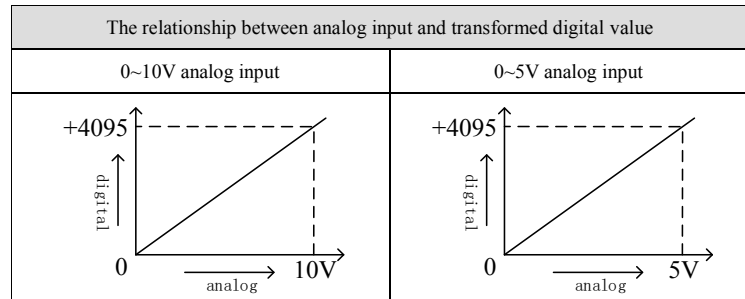 The relationship between analog input and transformed digital value
0~10V analog input
0~5V analog input
+4095
digital
0
analog
10V
+4095
digital
0
analog
5V